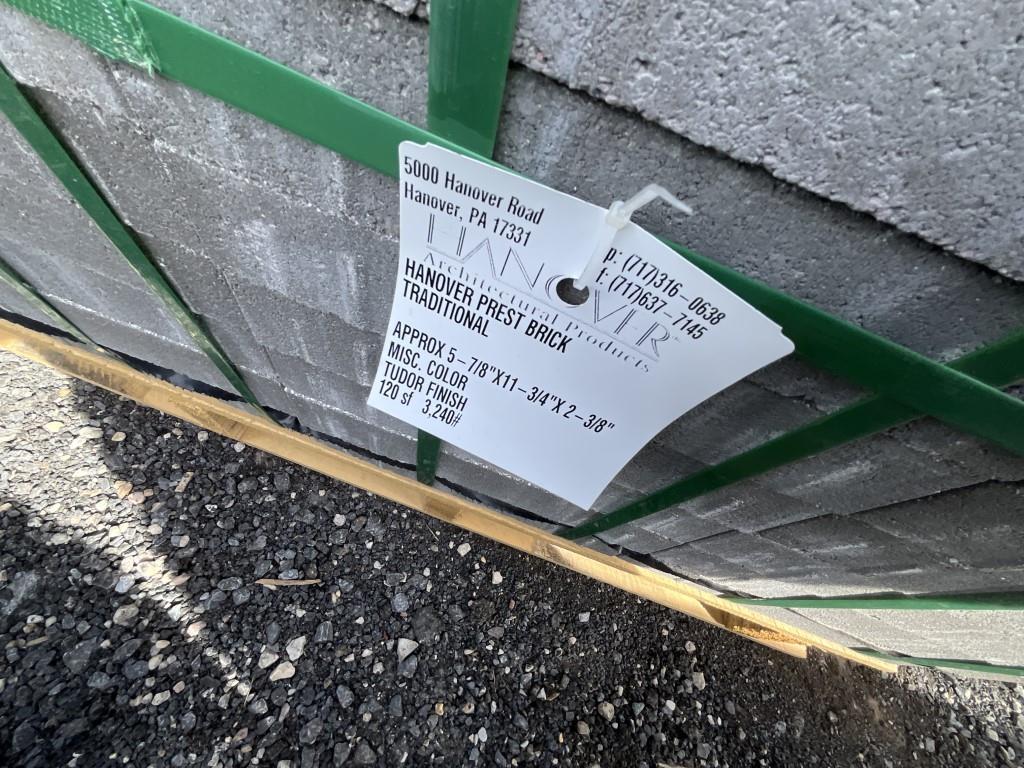 5000 Hanover Road
Hanover, PA 17331
p: (717)316-0638
f: (717)637-7145
HANOVER
Architectural Products
HANOVER PREST BRICK
TRADITIONAL
APPROX 5-7/8"X11-3/4"X 2-3/8"
MISC. COLOR
TUDOR FINISH
120 sf 3,240#